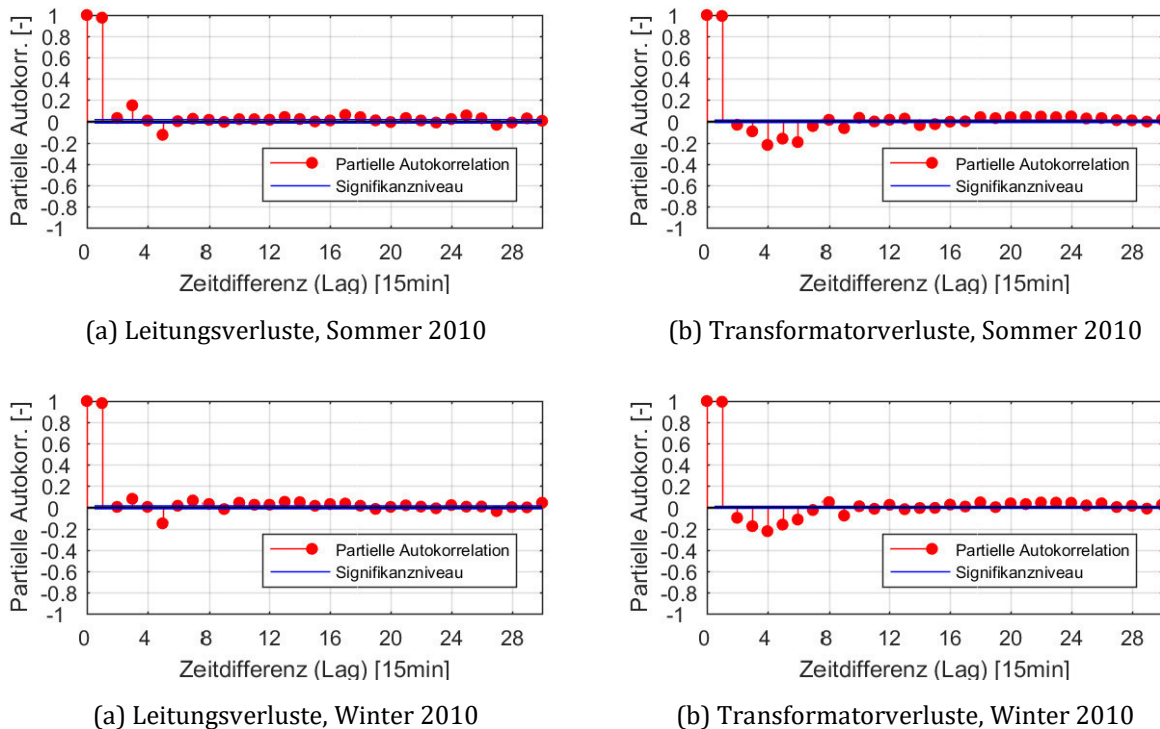 Partielle Autokorr. [-]
1
0.8
0.6
0.4
0.2
0
-0.2
-0.4
-0.6
-0.8
-1
Partielle Autokorrelation
Signifikanzniveau
0 4 8 12 16 20 24 28
Zeitdifferenz (Lag) [15min]
(a) Leitungsverluste, Sommer 2010
Partielle Autokorr. [-]
1
0.8
0.6
0.4
0.2
0
-0.2
-0.4
-0.6
-0.8
-1
Partielle Autokorrelation
Signifikanzniveau
0 4 8 12 16 20 24 28
Zeitdifferenz (Lag) [15min]
(b) Transformatorverluste, Sommer 2010
Partielle Autokorr. [-]
1
0.8
0.6
0.4
0.2
0
-0.2
-0.4
-0.6
-0.8
-1
Partielle Autokorrelation
Signifikanzniveau
0 4 8 12 16 20 24 28
Zeitdifferenz (Lag) [15min]
(a) Leitungsverluste, Winter 2010
Partielle Autokorr. [-]
1
0.8
0.6
0.4
0.2
0
-0.2
-0.4
-0.6
-0.8
-1
Partielle Autokorrelation
Signifikanzniveau
0 4 8 12 16 20 24 28
Zeitdifferenz (Lag) [15min]
(b) Transformatorverluste, Winter 2010